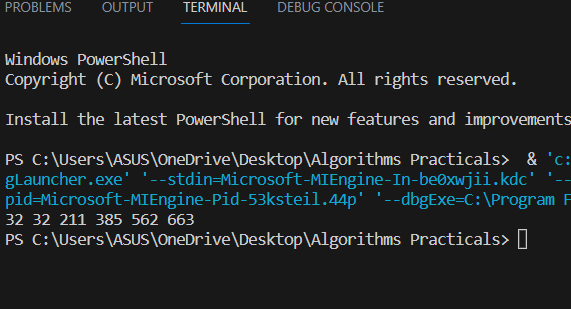 PROBLEMS OUTPUT TERMINAL DEBUG CONSOLE
Windows PowerShell
Copyright (C) Microsoft Corporation. All rights reserved.
Install the latest PowerShell for new features and improvements
PS C:\Users\ASUS\OneDrive\Desktop\Algorithms Practicals>  & 'c:
gLauncher.exe' '--stdin=Microsoft-MIEngine-In-be0xwjii.kdc' '--
pid=Microsoft-MIEngine-Pid-53ksteil.44p' '--dbgExe=C:\Program F
32 32 211 385 562 663
PS C:\Users\ASUS\OneDrive\Desktop\Algorithms Practicals>